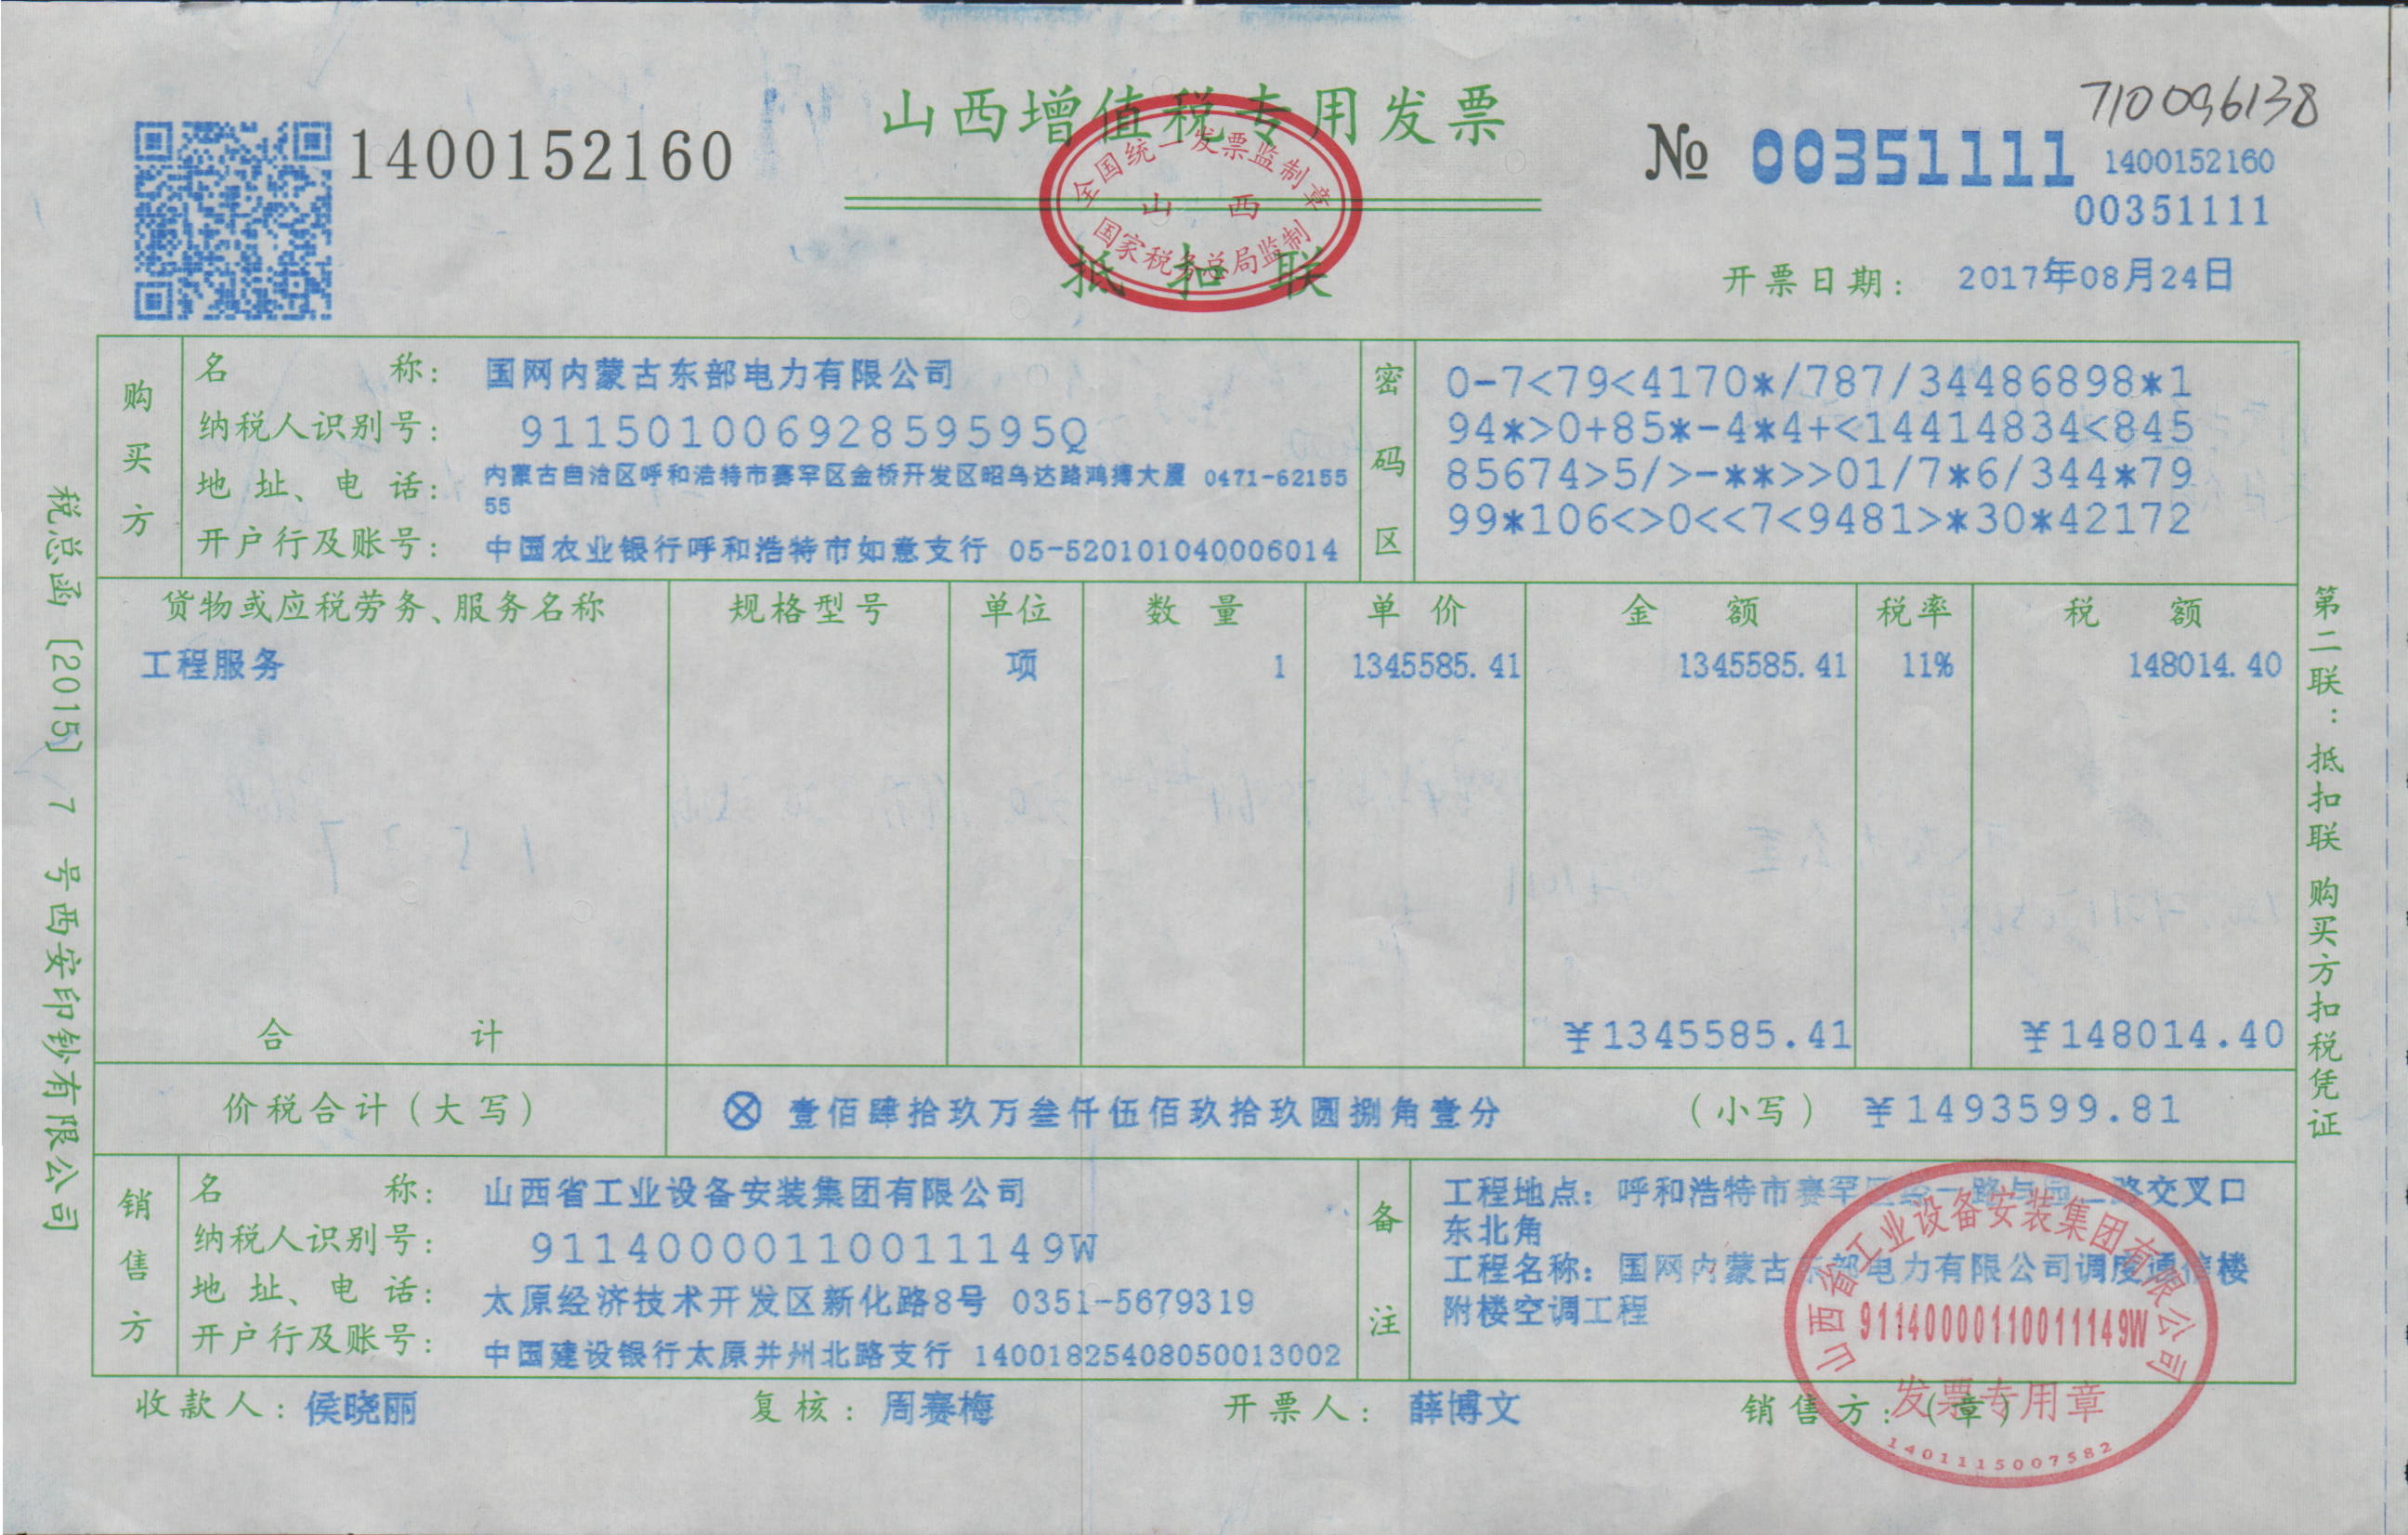 山西增值税专用发票
1400152160
№ 00351111
710096138
1400152160
00351111
全国统一发票监制章
山 西
国家税务总局监制
抵 扣 联
开票日期： 2017年08月24日
购买方
名 称： 国网内蒙古东部电力有限公司
纳税人识别号： 91150100692859595Q
地 址、电 话： 内蒙古自治区呼和浩特市赛罕区金桥开发区昭乌达路鸿搏大厦 0471-62155
55
开户行及账号： 中国农业银行呼和浩特市如意支行 05-520101040006014
密码区
0-7<79<4170*/787/34486898*1
94*>0+85*-4*4+<14414834<845
85674>5/>-**>>01/7*6/344*79
99*106<>0<<7<9481>*30*42172
货物或应税劳务、服务名称 规格型号 单位 数 量 单 价 金 额 税率 税 额
工程服务 项 1 1345585.41 1345585.41 11% 148014.40
合 计 ￥1345585.41 ￥148014.40
价税合计（大写） ⊗ 壹佰肆拾玖万叁仟伍佰玖拾玖圆捌角壹分 （小写） ￥1493599.81
销售方
名 称： 山西省工业设备安装集团有限公司
纳税人识别号： 91140000110011149W
地 址、电 话： 太原经济技术开发区新化路8号 0351-5679319
开户行及账号： 中国建设银行太原并州北路支行 14001825408050013002
备注
工程地点：呼和浩特市赛罕区 一路与 二路交叉口
东北角
工程名称：国网内蒙古东部电力有限公司调度通信楼
附楼空调工程
收款人：侯晓丽 复核：周赛梅 开票人：薛博文 销售方：（章）
山西省工业设备安装集团有限公司
91140000110011149W
发票专用章
1401115007582
税总函［2015］7 号西安印钞有限公司
第二联：抵扣联 购买方扣税凭证